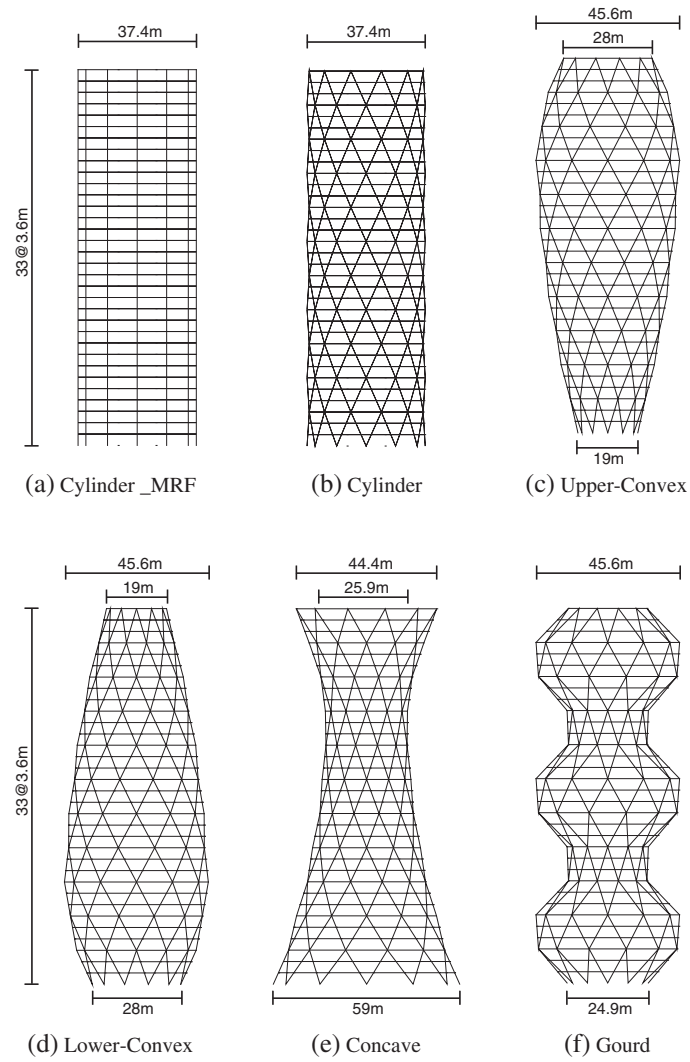 37.4m
37.4m
45.6m
28m
33@3.6m
19m
(a) Cylinder _MRF
(b) Cylinder
(c) Upper-Convex
45.6m
19m
44.4m
25.9m
45.6m
33@3.6m
28m
59m
24.9m
(d) Lower-Convex
(e) Concave
(f) Gourd